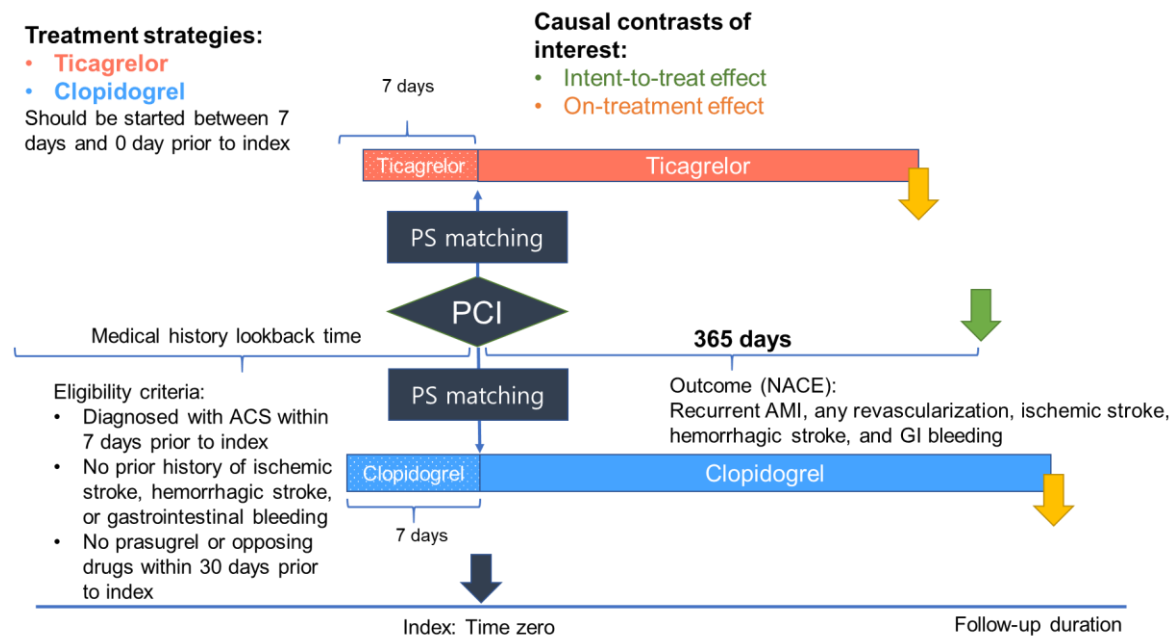 Treatment strategies:
• Ticagrelor
• Clopidogrel
Should be started between 7
days and 0 day prior to index
Causal contrasts of
interest:
• Intent-to-treat effect
• On-treatment effect
7 days
Ticagrelor
Ticagrelor
PS matching
PCI
Medical history lookback time
365 days
PS matching
Eligibility criteria:
• Diagnosed with ACS within
7 days prior to index
• No prior history of ischemic
stroke, hemorrhagic stroke,
or gastrointestinal bleeding
• No prasugrel or opposing
drugs within 30 days prior
to index
Outcome (NACE):
Recurrent AMI, any revascularization, ischemic stroke,
hemorrhagic stroke, and GI bleeding
Clopidogrel
Clopidogrel
7 days
Index: Time zero
Follow-up duration